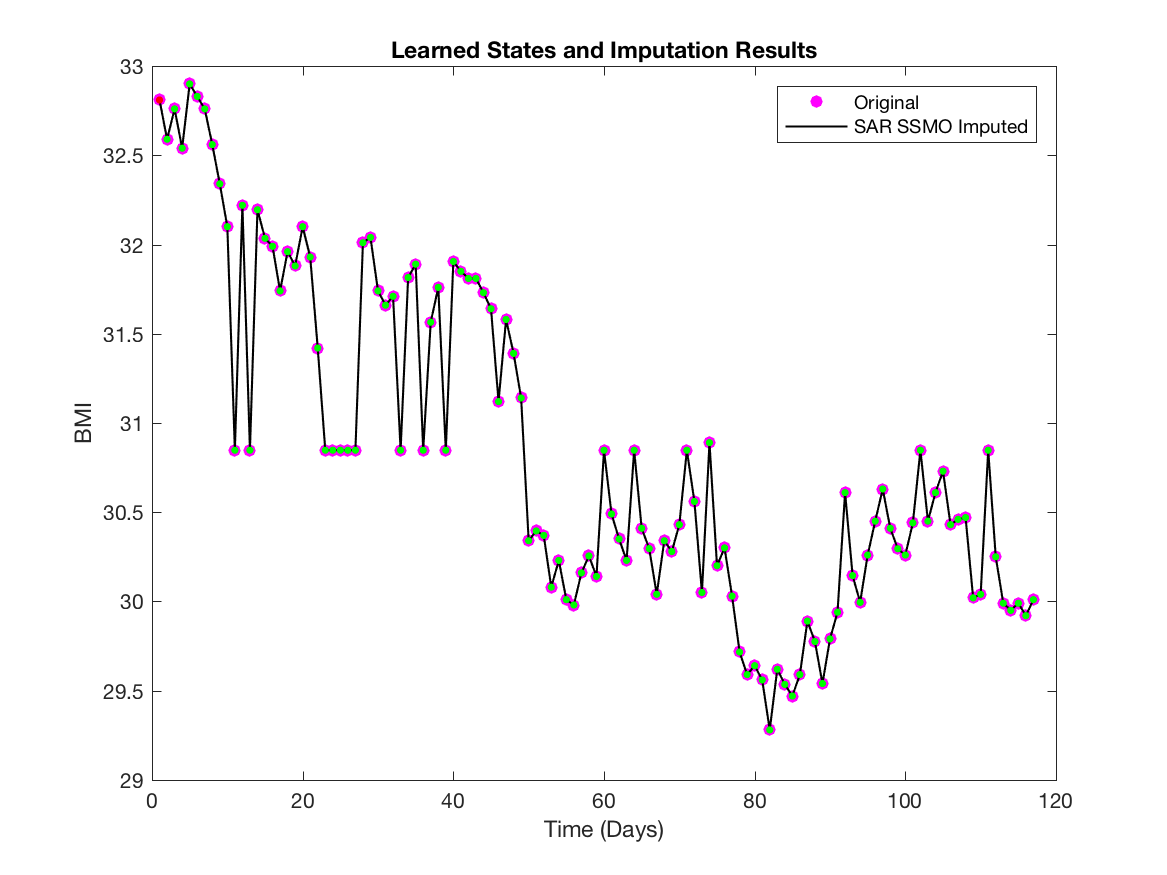 Learned States and Imputation Results
Original
SAR SSMO Imputed
33
32.5
32
31.5
31
30.5
30
29.5
29
BMI
0 20 40 60 80 100 120
Time (Days)